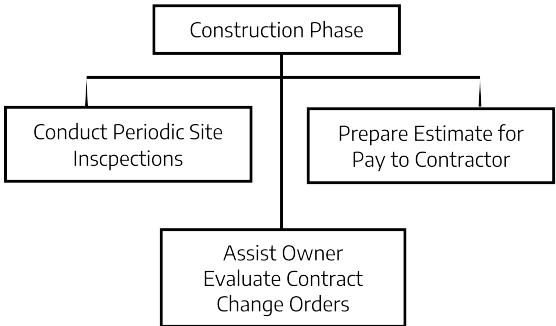 Construction Phase
Conduct Periodic Site
Inscpections
Prepare Estimate for
Pay to Contractor
Assist Owner
Evaluate Contract
Change Orders